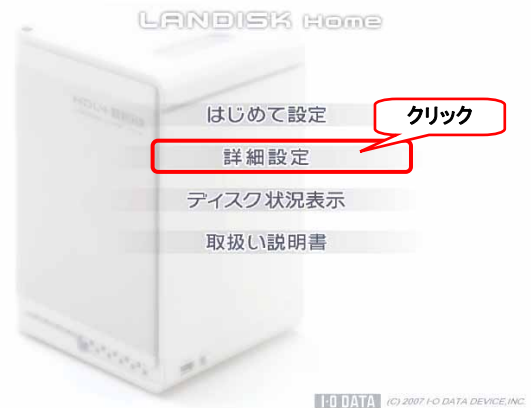 LANDISK Home
はじめて設定
クリック
詳細設定
ディスク状況表示
取扱い説明書
I-O DATA (C) 2007 I-O DATA DEVICE,INC.